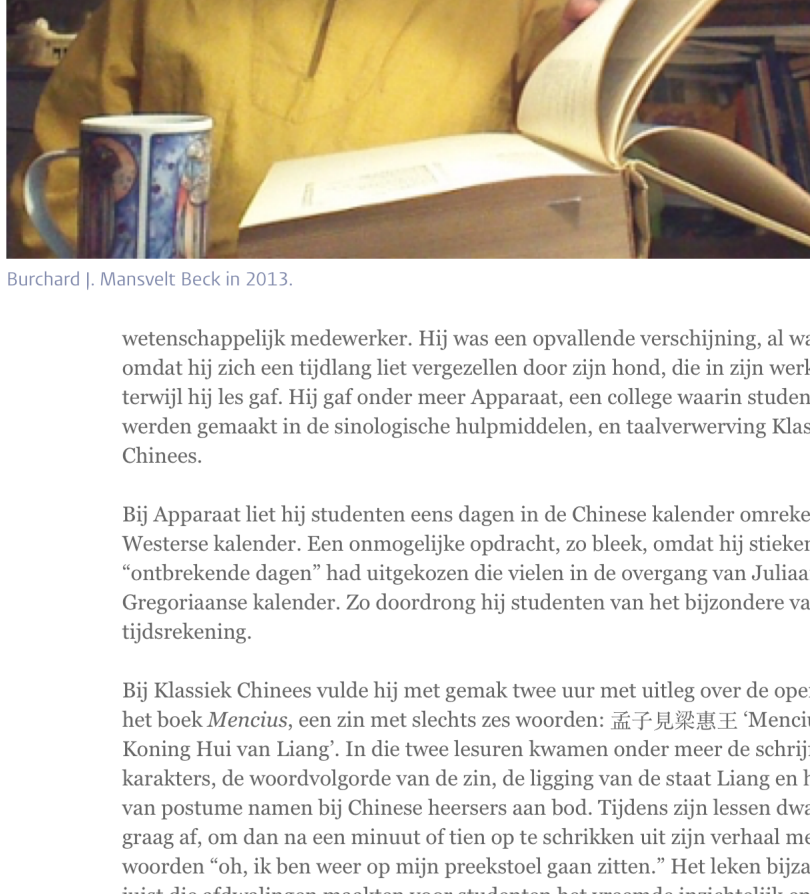 Burchard J. Mansvelt Beck in 2013.
wetenschappelijk medewerker. Hij was een opvallende verschijning, al
omdat hij zich een tijdlang liet vergezellen door zijn hond, die in zijn
terwijl hij les gaf. Hij gaf onder meer Apparaat, een college waarin
werden gemaakt in de sinologische hulpmiddelen, en taalverwerving
Chinees.
Bij Apparaat liet hij studenten eens dagen in de Chinese kalender
Westerse kalender. Een onmogelijke opdracht, zo bleek, omdat hij
“ontbrekende dagen” had uitgekozen die vielen in de overgang van
Gregoriaanse kalender. Zo doordrong hij studenten van het bijzondere
tijdsrekening.
Bij Klassiek Chinees vulde hij met gemak twee uur met uitleg over de
het boek Mencius, een zin met slechts zes woorden: 孟子見梁惠王
Koning Hui van Liang’. In die twee lesuren kwamen onder meer de
karakters, de woordvolgorde van de zin, de ligging van de staat Liang en
van postume namen bij Chinese heersers aan bod. Tijdens zijn lessen
graag af, om dan na een minuut of tien op te schrikken uit zijn verhaal
woorden “oh, ik ben weer op mijn preekstoel gaan zitten.” Het leken